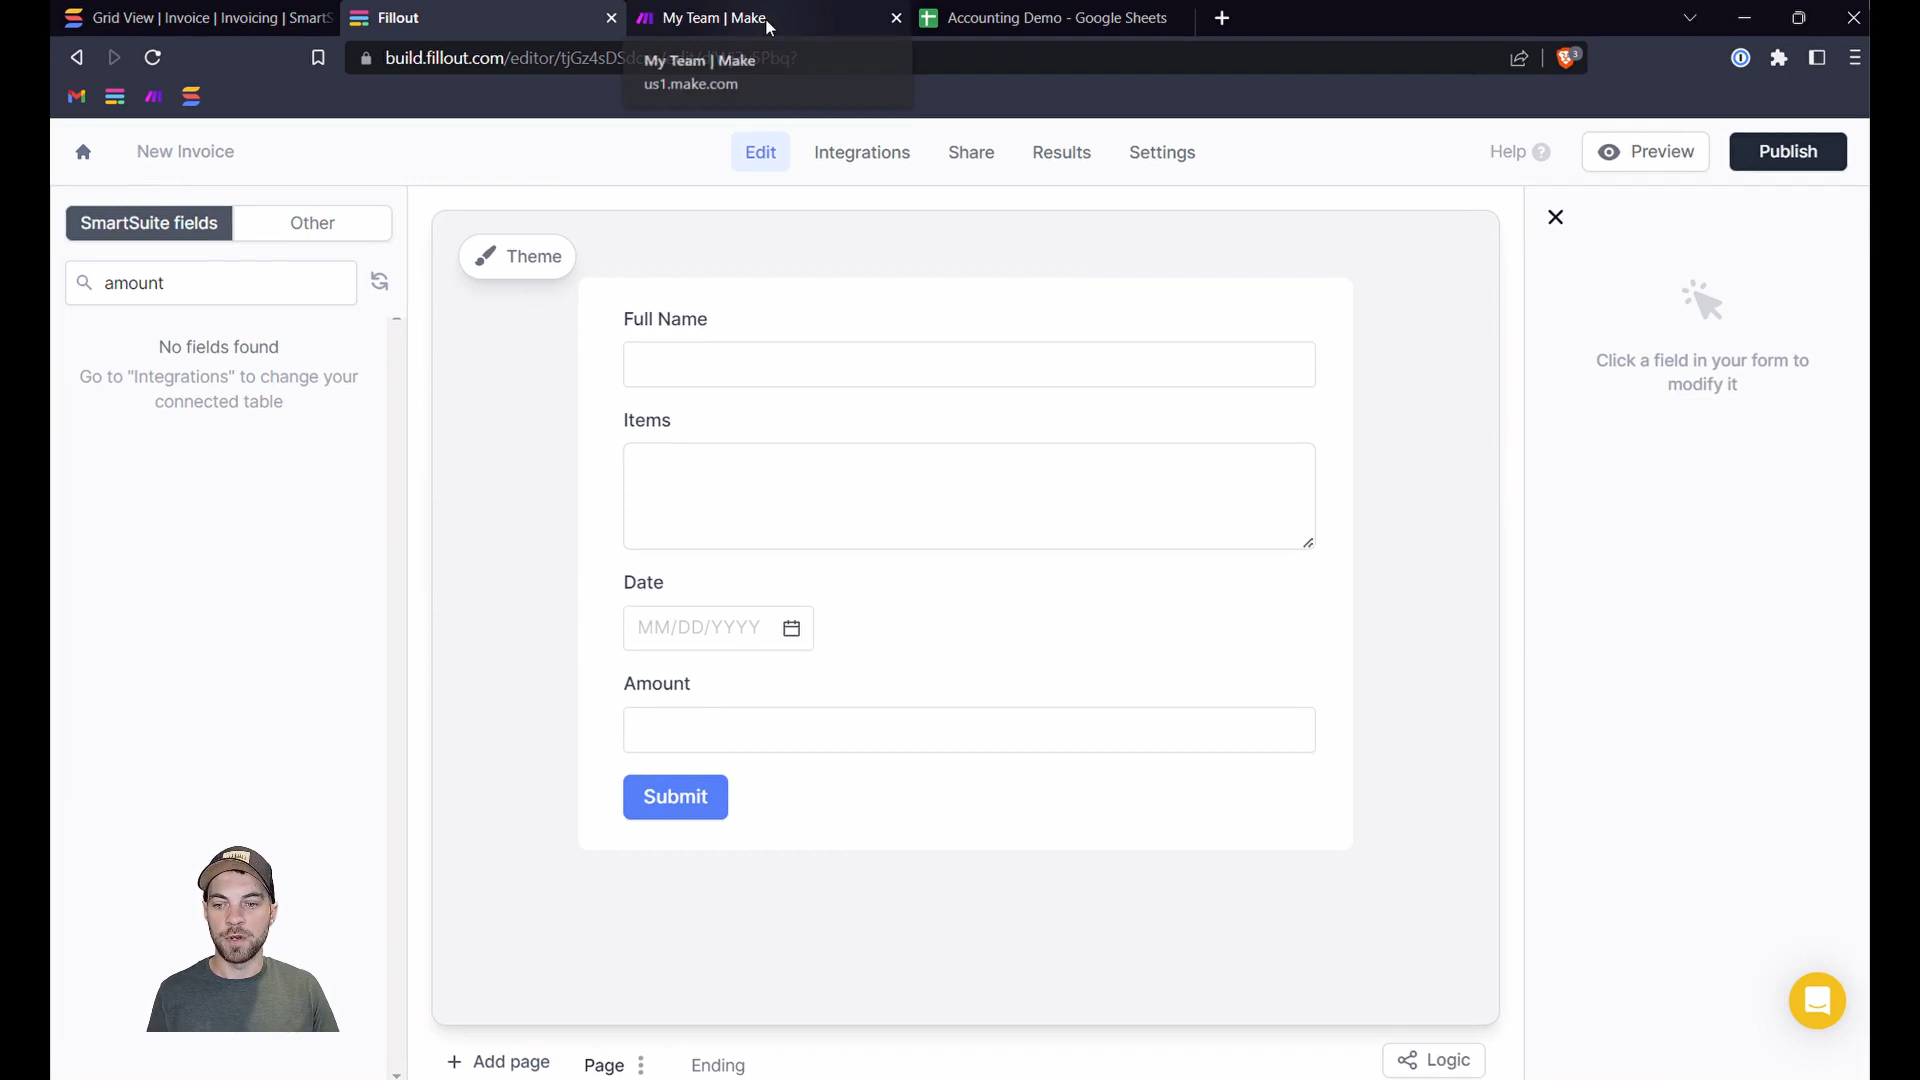 Grid View | Invoice | Invoicing | SmartS
Fillout
My Team | Make
Accounting Demo - Google Sheets
build.fillout.com/editor/tjGz4sDSdc
My Team | Make
us1.make.com
3
New Invoice
Edit
Integrations
Share
Results
Settings
Help ?
Preview
Publish
SmartSuite fields
Other
amount
No fields found
Go to "Integrations" to change your
connected table
Theme
Full Name
Items
Date
MM/DD/YYYY
Amount
Submit
Click a field in your form to
modify it
+ Add page
Page
Ending
Logic